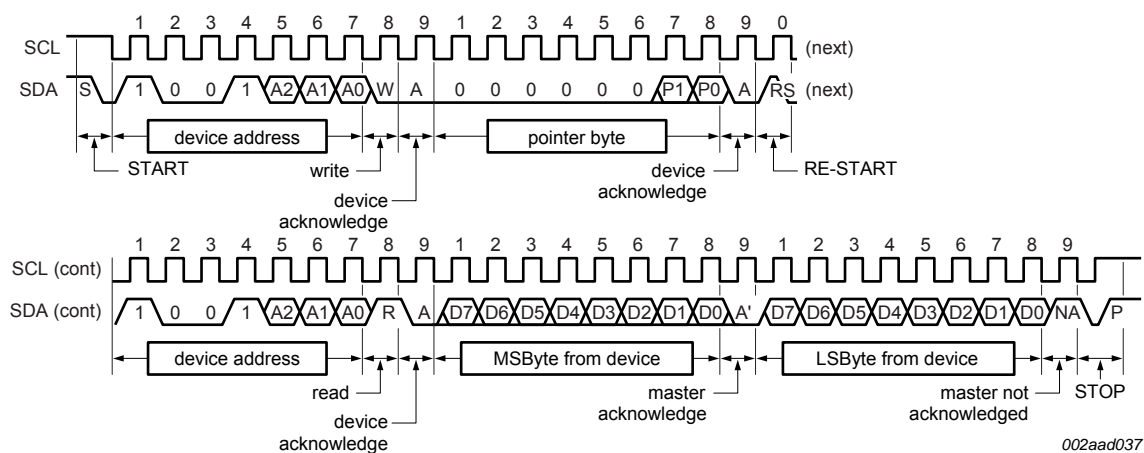 1 2 3 4 5 6 7 8 9 1 2 3 4 5 6 7 8 9 0
SCL (next)
SDA S 1 0 0 1 A2 A1 A0 W A 0 0 0 0 0 0 P1 P0 A RS (next)
device address pointer byte
START write device RE-START
device acknowledge
acknowledge
1 2 3 4 5 6 7 8 9 1 2 3 4 5 6 7 8 9 1 2 3 4 5 6 7 8 9
SCL (cont)
SDA (cont) 1 0 0 1 A2 A1 A0 R A D7 D6 D5 D4 D3 D2 D1 D0 A' D7 D6 D5 D4 D3 D2 D1 D0 NA P
device address MSByte from device LSByte from device
read master master not STOP
device acknowledge acknowledged
acknowledge
002aad037